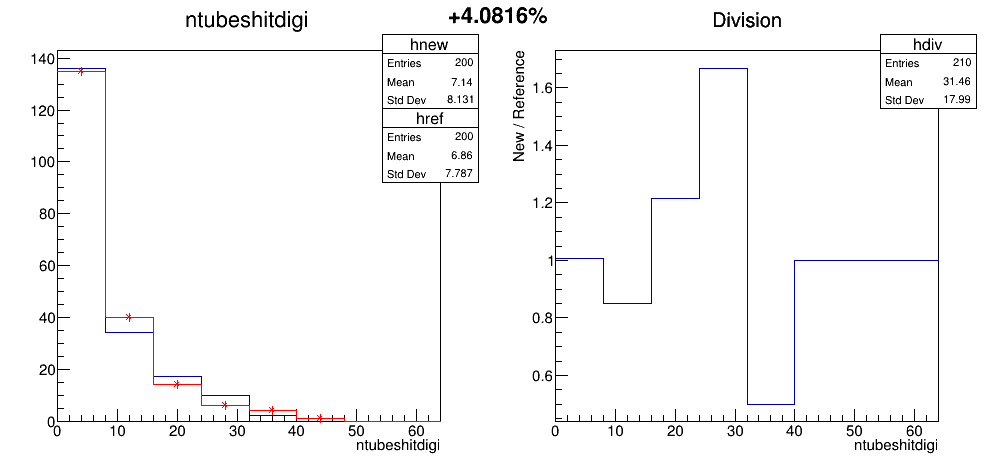 ntubeshitdigi
+4.0816%
Division
hnew
Entries 200
Mean 7.14
Std Dev 8.131
href
Entries 200
Mean 6.86
Std Dev 7.787
140
120
100
80
60
40
20
0
0 10 20 30 40 50 60
ntubeshitdigi
hdiv
Entries 210
Mean 31.46
Std Dev 17.99
New / Reference
1.6
1.4
1.2
1
0.8
0.6
0 10 20 30 40 50 60
ntubeshitdigi